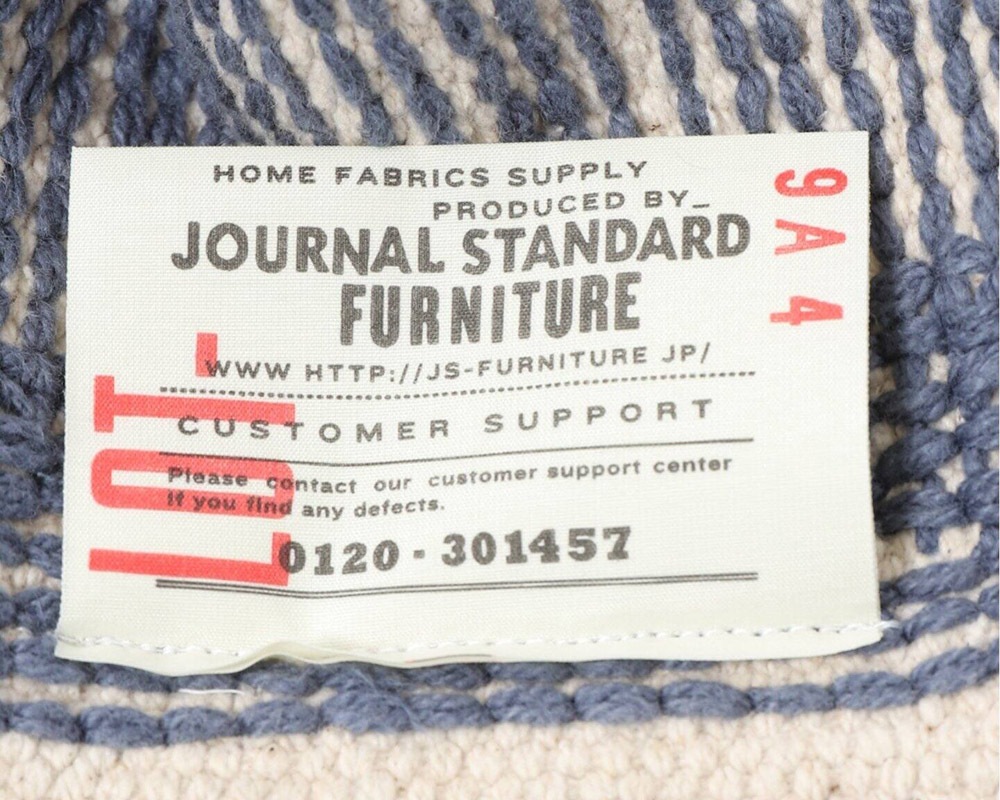 HOME FABRICS SUPPLY
PRODUCED BY_
JOURNAL STANDARD
FURNITURE
WWW HTTP://JS-FURNITURE JP/
CUSTOMER SUPPORT
Please contact our customer support center
if you find any defects.
0120-301457
LOT-
9A4